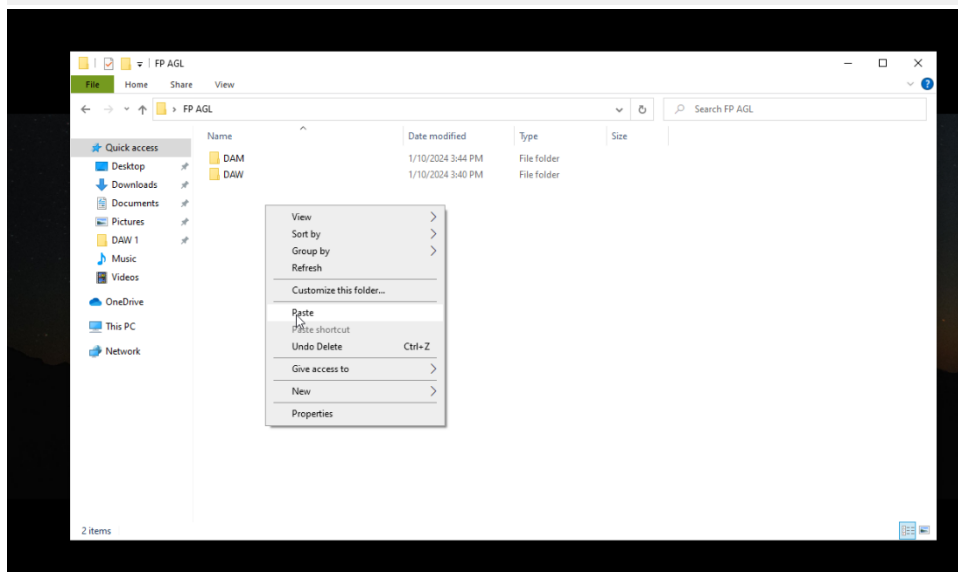 FP AGL
File Home Share View
FP AGL
Search FP AGL
Name Date modified Type Size
Quick access
Desktop
Downloads
Documents
Pictures
DAW 1
Music
Videos
OneDrive
This PC
Network
DAM 1/10/2024 3:44 PM File folder
DAW 1/10/2024 3:40 PM File folder
View
Sort by
Group by
Refresh
Customize this folder...
Paste
Paste shortcut
Undo Delete Ctrl+Z
Give access to
New
Properties
2 items